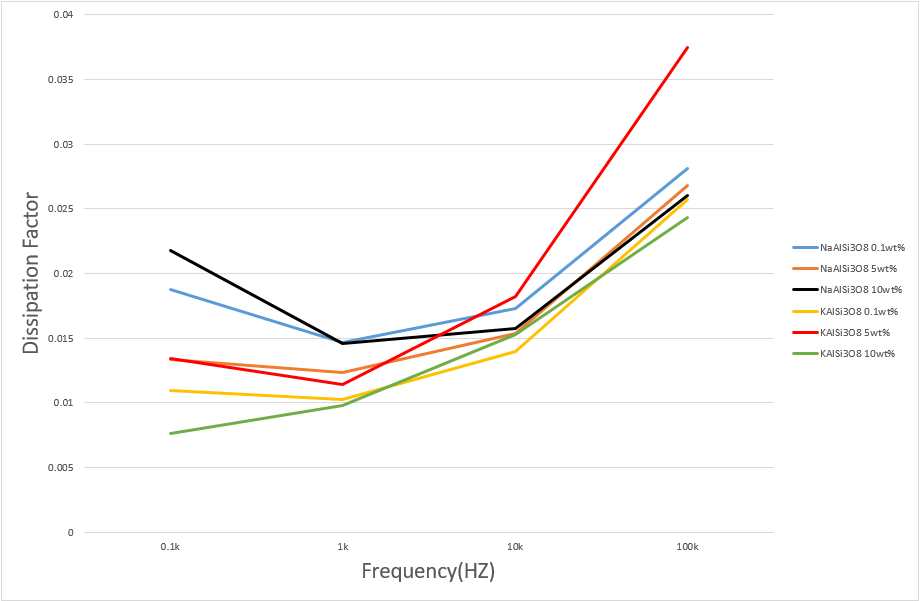 0.04
0.035
0.03
0.025
0.02
0.015
0.01
0.005
0
Dissipation Factor
0.1k 1k 10k 100k
Frequency(HZ)
NaAlSi3O8 0.1wt%
NaAlSi3O8 5wt%
NaAlSi3O8 10wt%
KAlSi3O8 0.1wt%
KAlSi3O8 5wt%
KAlSi3O8 10wt%